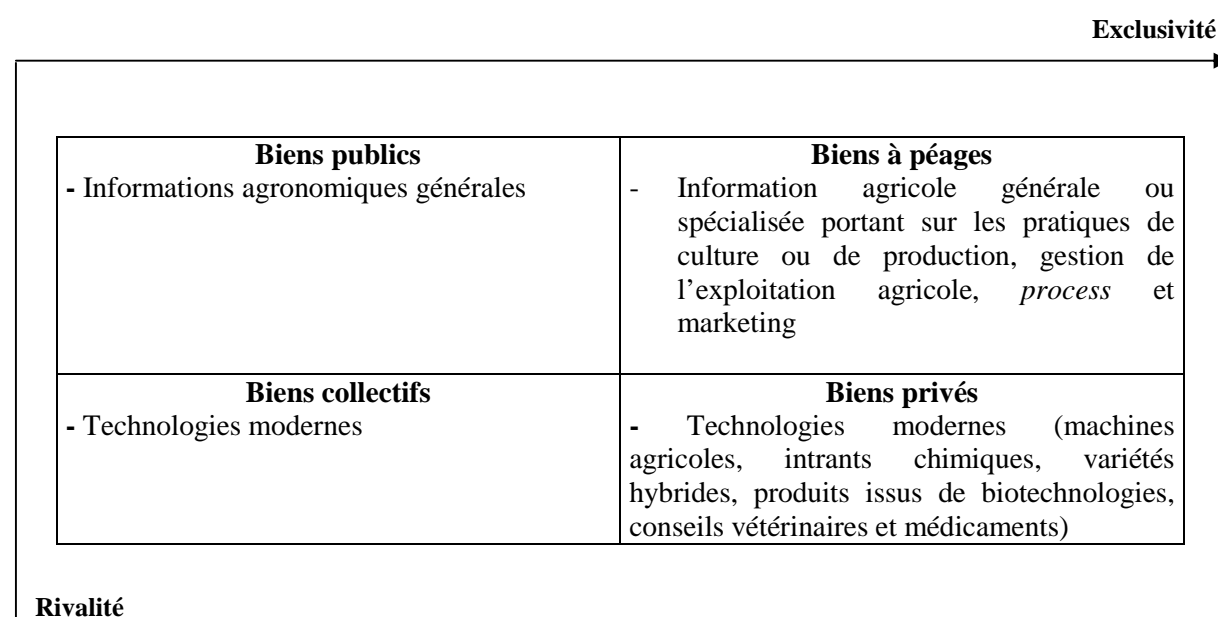 Exclusivité
Biens publics
- Informations agronomiques générales
Biens à péages
- Information agricole générale ou
spécialisée portant sur les pratiques de
culture ou de production, gestion de
l’exploitation agricole, process et
marketing
Biens collectifs
- Technologies modernes
Biens privés
- Technologies modernes (machines
agricoles, intrants chimiques, variétés
hybrides, produits issus de biotechnologies,
conseils vétérinaires et médicaments)
Rivalité